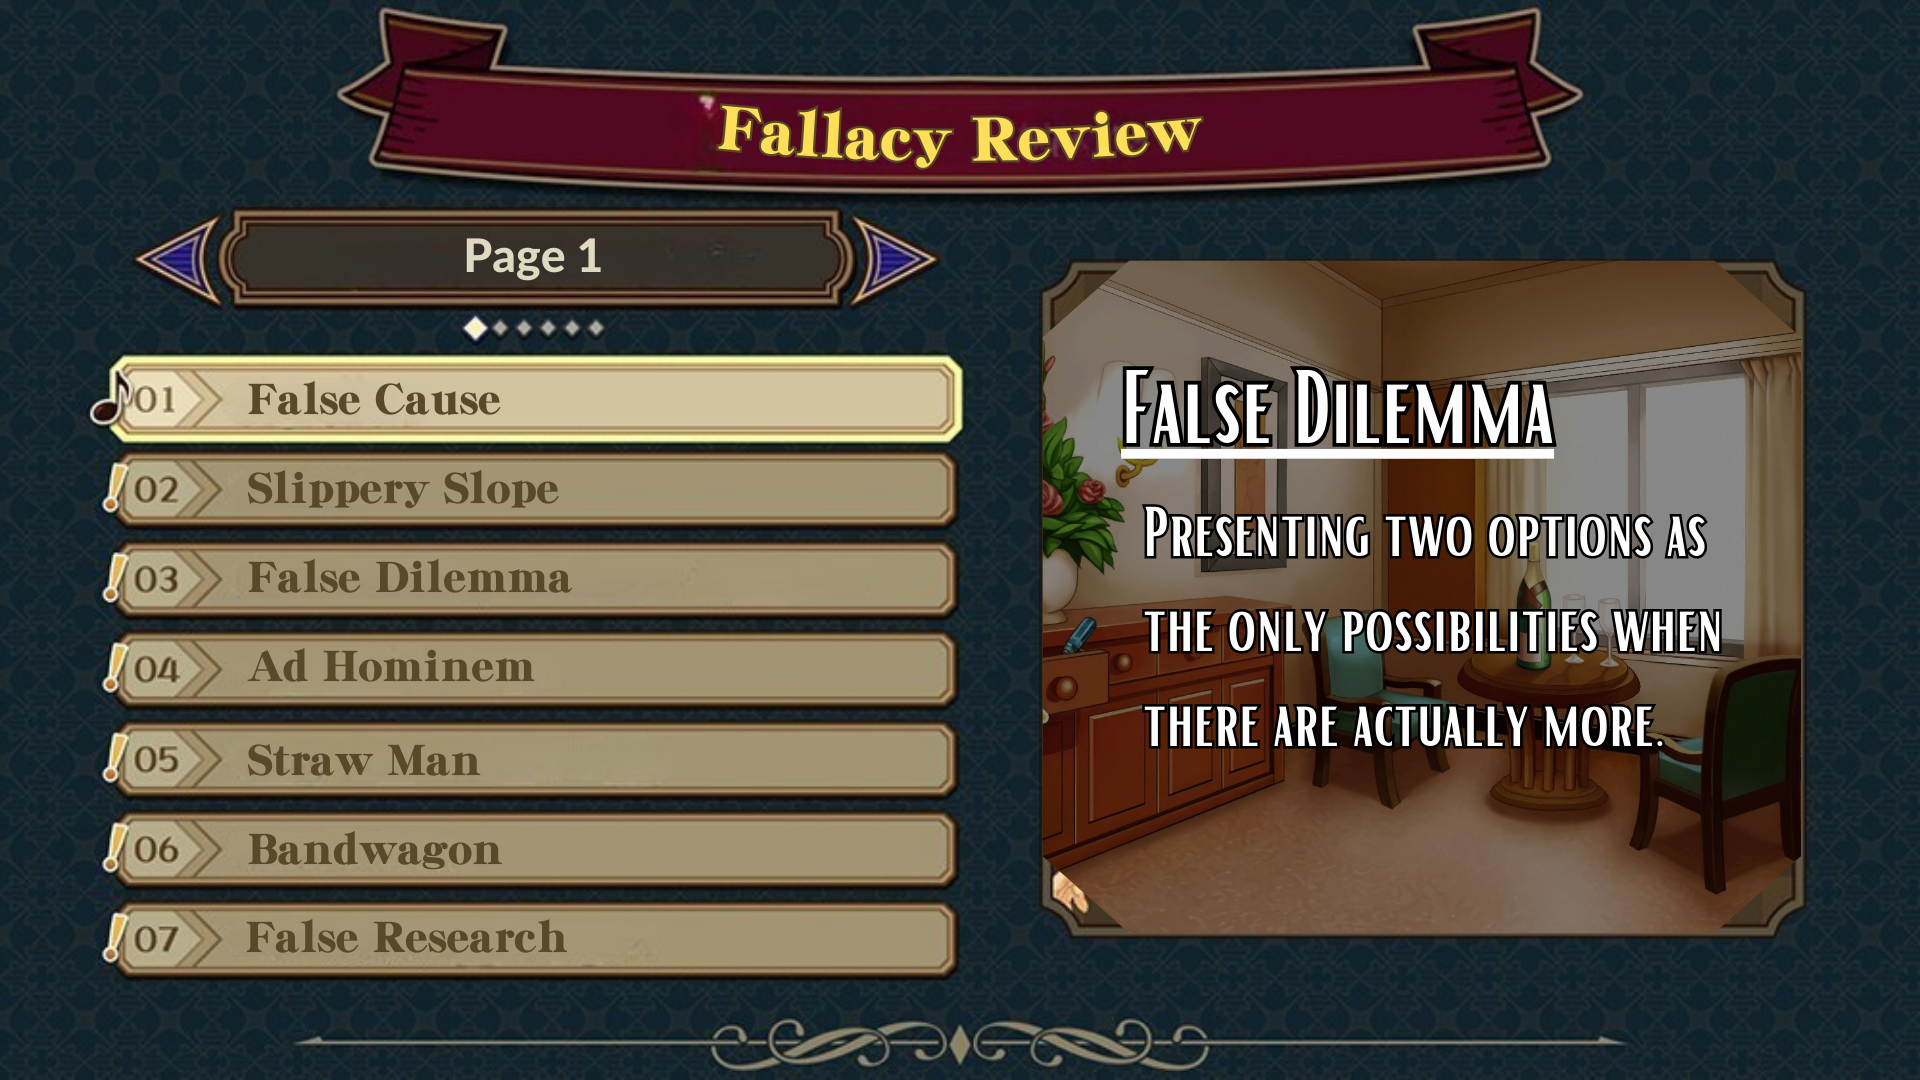 Fallacy Review
Page 1
01 False Cause
02 Slippery Slope
03 False Dilemma
04 Ad Hominem
05 Straw Man
06 Bandwagon
07 False Research
False Dilemma
Presenting two options as
the only possibilities when
there are actually more.